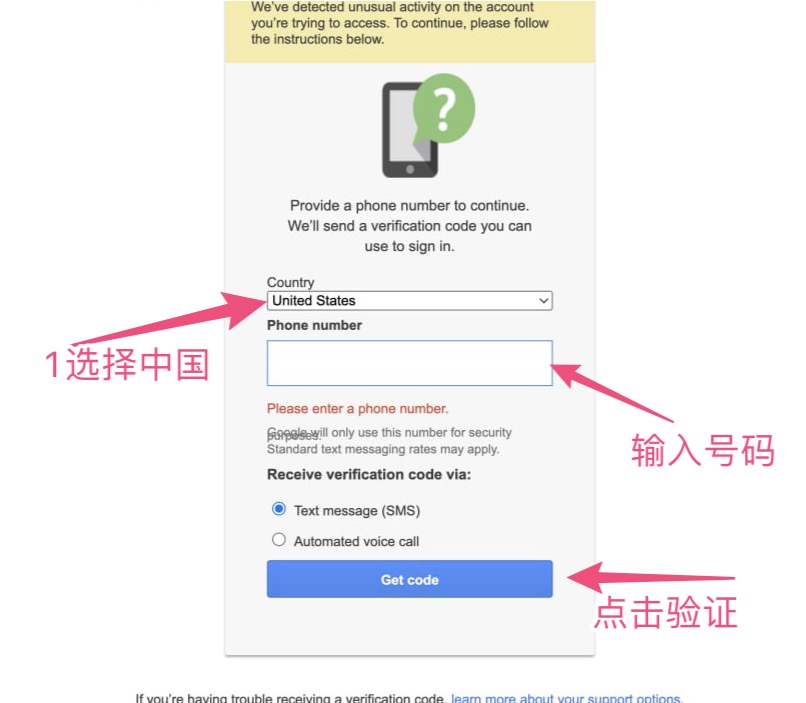 We've detected unusual activity on the account
you're trying to access. To continue, please follow
the instructions below.
?
Provide a phone number to continue.
We'll send a verification code you can
use to sign in.
Country
United States
1选择中国
Phone number
输入号码
Please enter a phone number.
Google will only use this number for security
purposes.
Standard text messaging rates may apply.
Receive verification code via:
Text message (SMS)
Automated voice call
Get code
点击验证
If you're having trouble receiving a verification code, learn more about your support options.